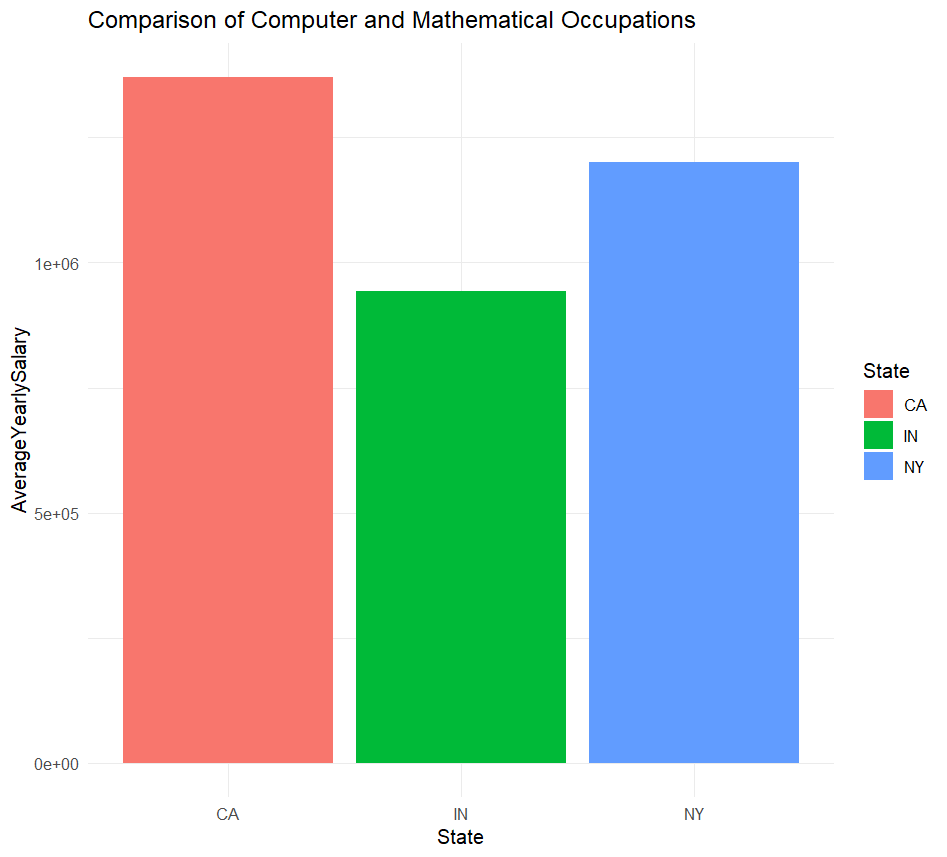 Comparison of Computer and Mathematical Occupations
AverageYearlySalary
1e+06
5e+05
0e+00
CA
IN
NY
State
State
CA
IN
NY